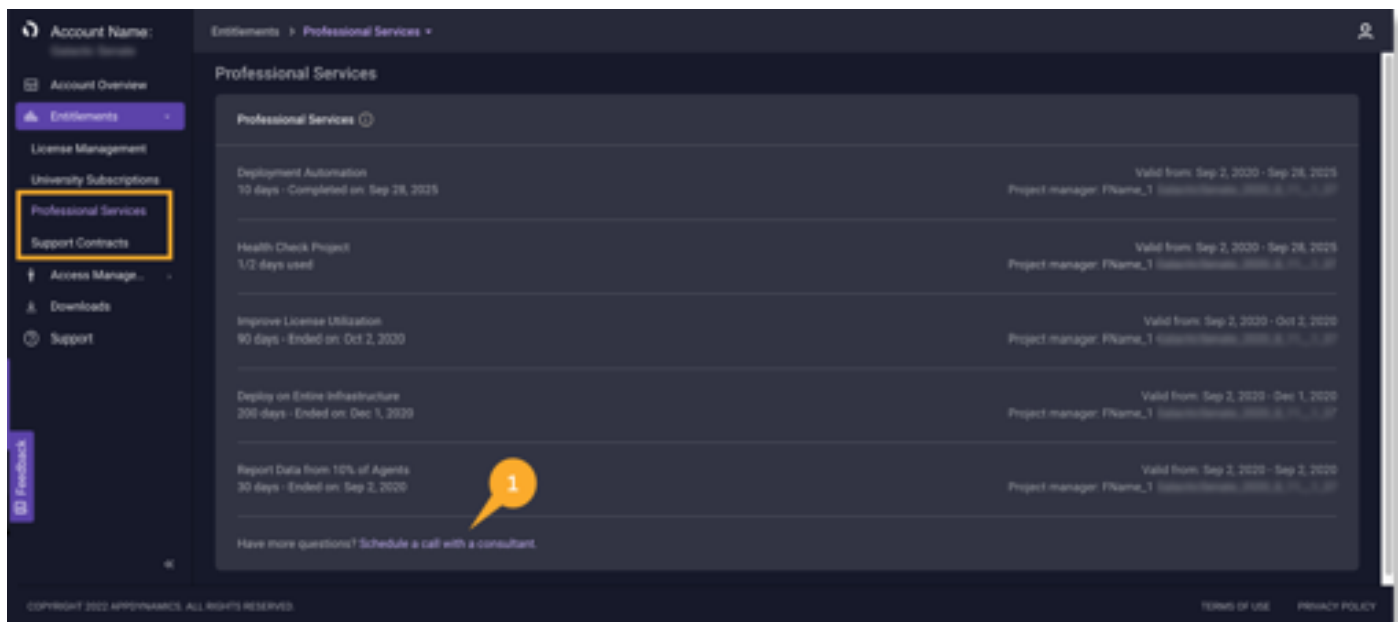 Account Name:
Account Overview
Entitlements
License Management
University Subscriptions
Professional Services
Support Contracts
Access Manage...
Downloads
Support
Feedback
Entitlements > Professional Services
Professional Services
Professional Services
Deployment Automation
10 days - Completed on: Sep 28, 2025
Valid from: Sep 2, 2020 - Sep 28, 2025
Project manager: FName_1
Health Check Project
1/2 days used
Valid from: Sep 2, 2020 - Sep 28, 2025
Project manager: FName_1
Improve License Utilization
90 days - Ended on: Oct 2, 2020
Valid from: Sep 2, 2020 - Oct 2, 2020
Project manager: FName_1
Deploy on Entire Infrastructure
200 days - Ended on: Dec 1, 2020
Valid from: Sep 2, 2020 - Dec 1, 2020
Project manager: FName_1
Report Data from 10% of Agents
30 days - Ended on: Sep 2, 2020
Valid from: Sep 2, 2020 - Sep 2, 2020
Project manager: FName_1
1
Have more questions? Schedule a call with a consultant.
COPYRIGHT 2022 APPDYNAMICS. ALL RIGHTS RESERVED.
TERMS OF USE
PRIVACY POLICY